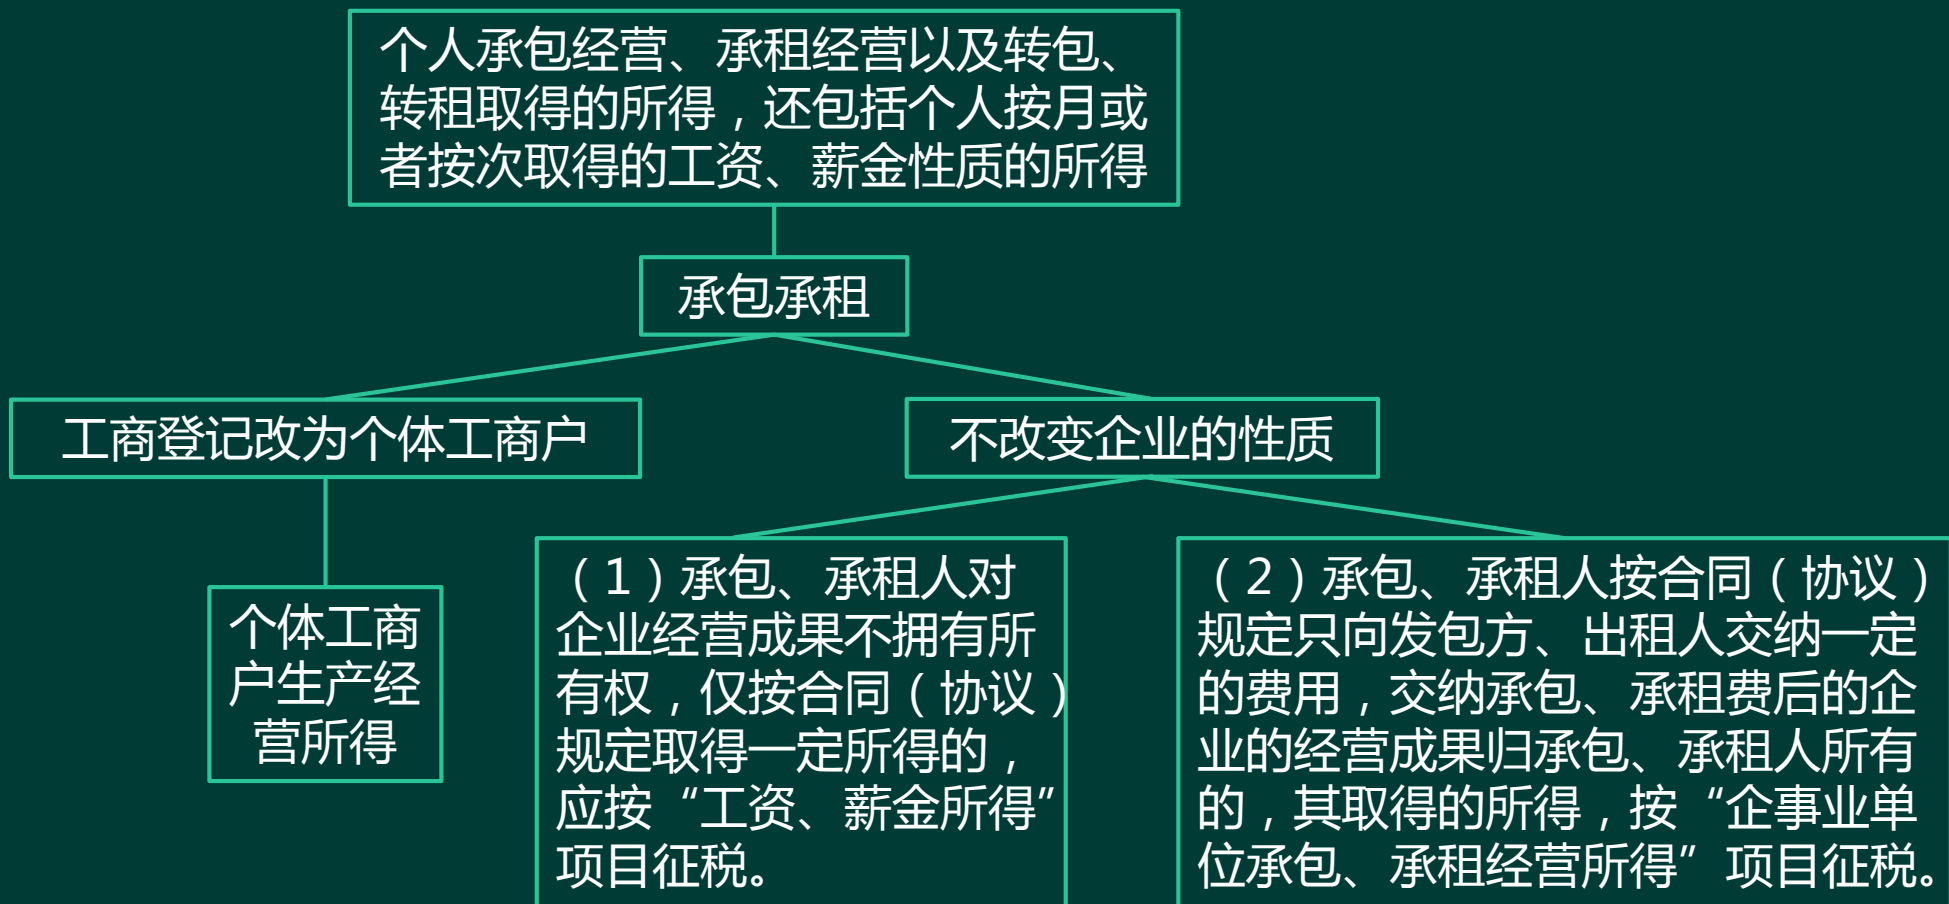 个人承包经营、承租经营以及转包、
转租取得的所得，还包括个人按月或
者按次取得的工资、薪金性质的所得
承包承租
工商登记改为个体工商户
不改变企业的性质
个体工商
户生产经
营所得
（1）承包、承租人对
企业经营成果不拥有所
有权，仅按合同（协议）
规定取得一定所得的，
应按“工资、薪金所得”
项目征税。
（2）承包、承租人按合同（协议）
规定只向发包方、出租人交纳一定
的费用，交纳承包、承租费后的企
业的经营成果归承包、承租人所有
的，其取得的所得，按“企事业单
位承包、承租经营所得”项目征税。